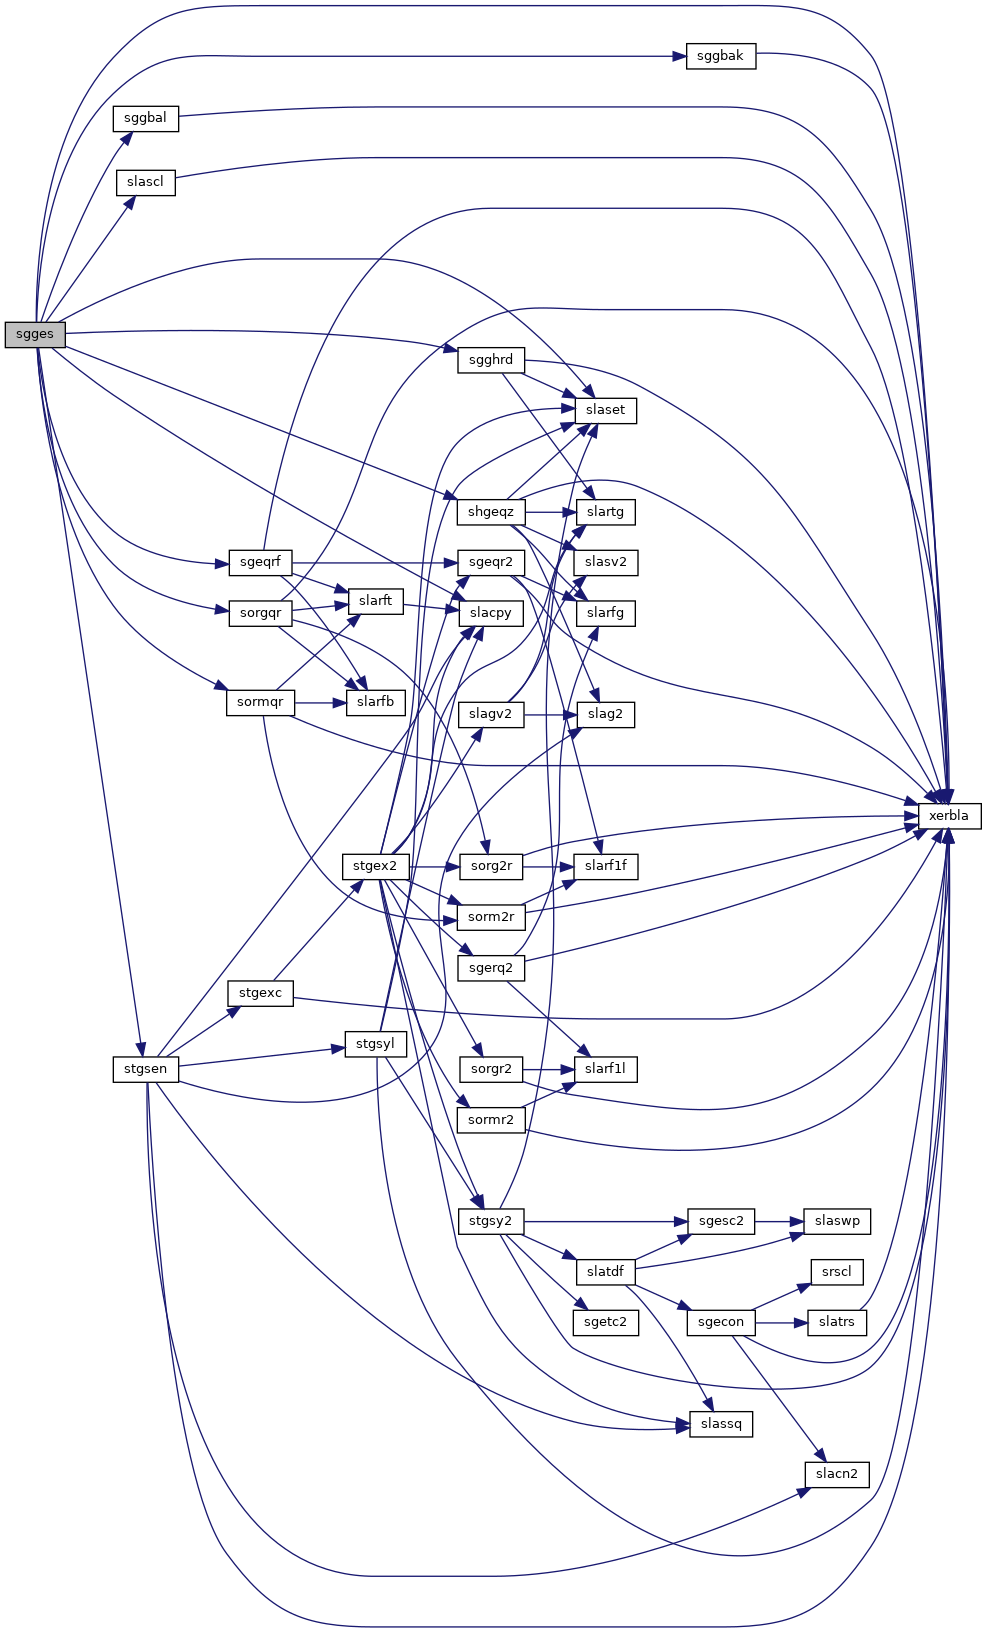 sggbak
sggbal
slascl
sgges
sgghrd
slaset
shgeqz
slartg
sgeqrf
sgeqr2
slasv2
slarft
sorgqr
slacpy
slarfg
sormqr
slarfb
slagv2
slag2
xerbla
stgex2
sorg2r
slarf1f
sorm2r
sgerq2
stgexc
stgsyl
stgsen
sorgr2
slarf1l
sormr2
stgsy2
sgesc2
slaswp
slatdf
srscl
sgetc2
sgecon
slatrs
slassq
slacn2